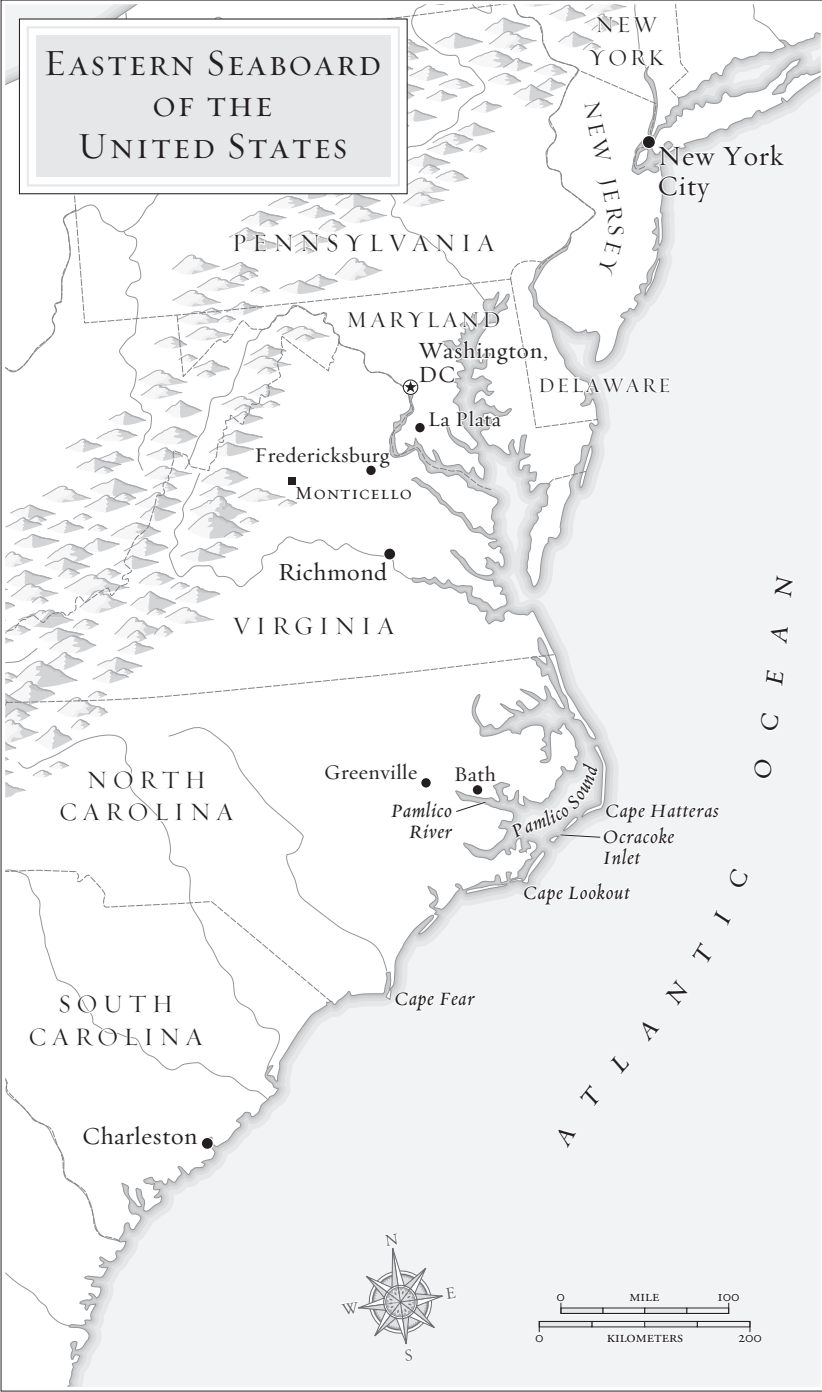 EASTERN SEABOARD
OF THE
UNITED STATES
NEW
YORK
NEW JERSEY
New York
City
PENNSYLVANIA
MARYLAND
Washington,
DC
DELAWARE
La Plata
Fredericksburg
MONTICELLO
Richmond
VIRGINIA
NORTH
CAROLINA
Greenville
Bath
Pamlico
River
Pamlico Sound
Cape Hatteras
Ocracoke
Inlet
Cape Lookout
Cape Fear
SOUTH
CAROLINA
Charleston
ATLANTIC OCEAN
N
W
E
S
0 MILE 100
0 KILOMETERS 200